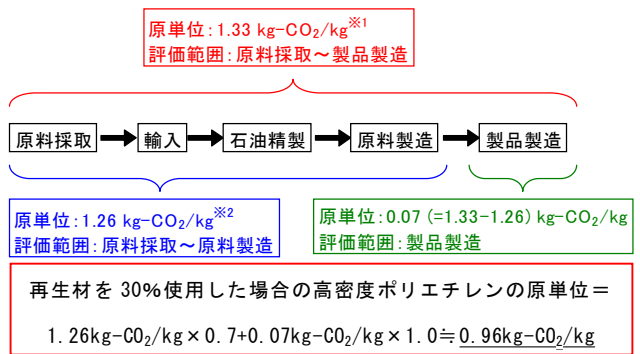 原単位:1.33 kg-CO₂/kg※1
評価範囲:原料採取~製品製造
原料採取 輸入 石油精製 原料製造 製品製造
原単位:1.26 kg-CO₂/kg※2
評価範囲:原料採取~原料製造
原単位:0.07 (=1.33-1.26) kg-CO₂/kg
評価範囲:製品製造
再生材を 30%使用した場合の高密度ポリエチレンの原単位=
1.26kg-CO₂/kg×0.7+0.07kg-CO₂/kg×1.0≒0.96kg-CO₂/kg